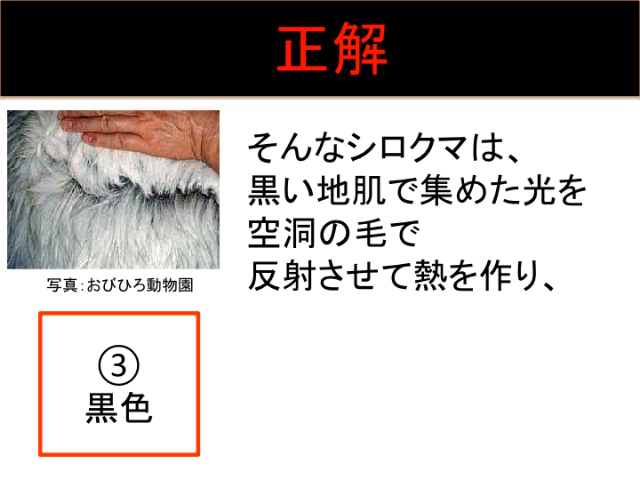 正解
そんなシロクマは、
黒い地肌で集めた光を
空洞の毛で
反射させて熱を作り、
写真：おびひろ動物園
③
黒色